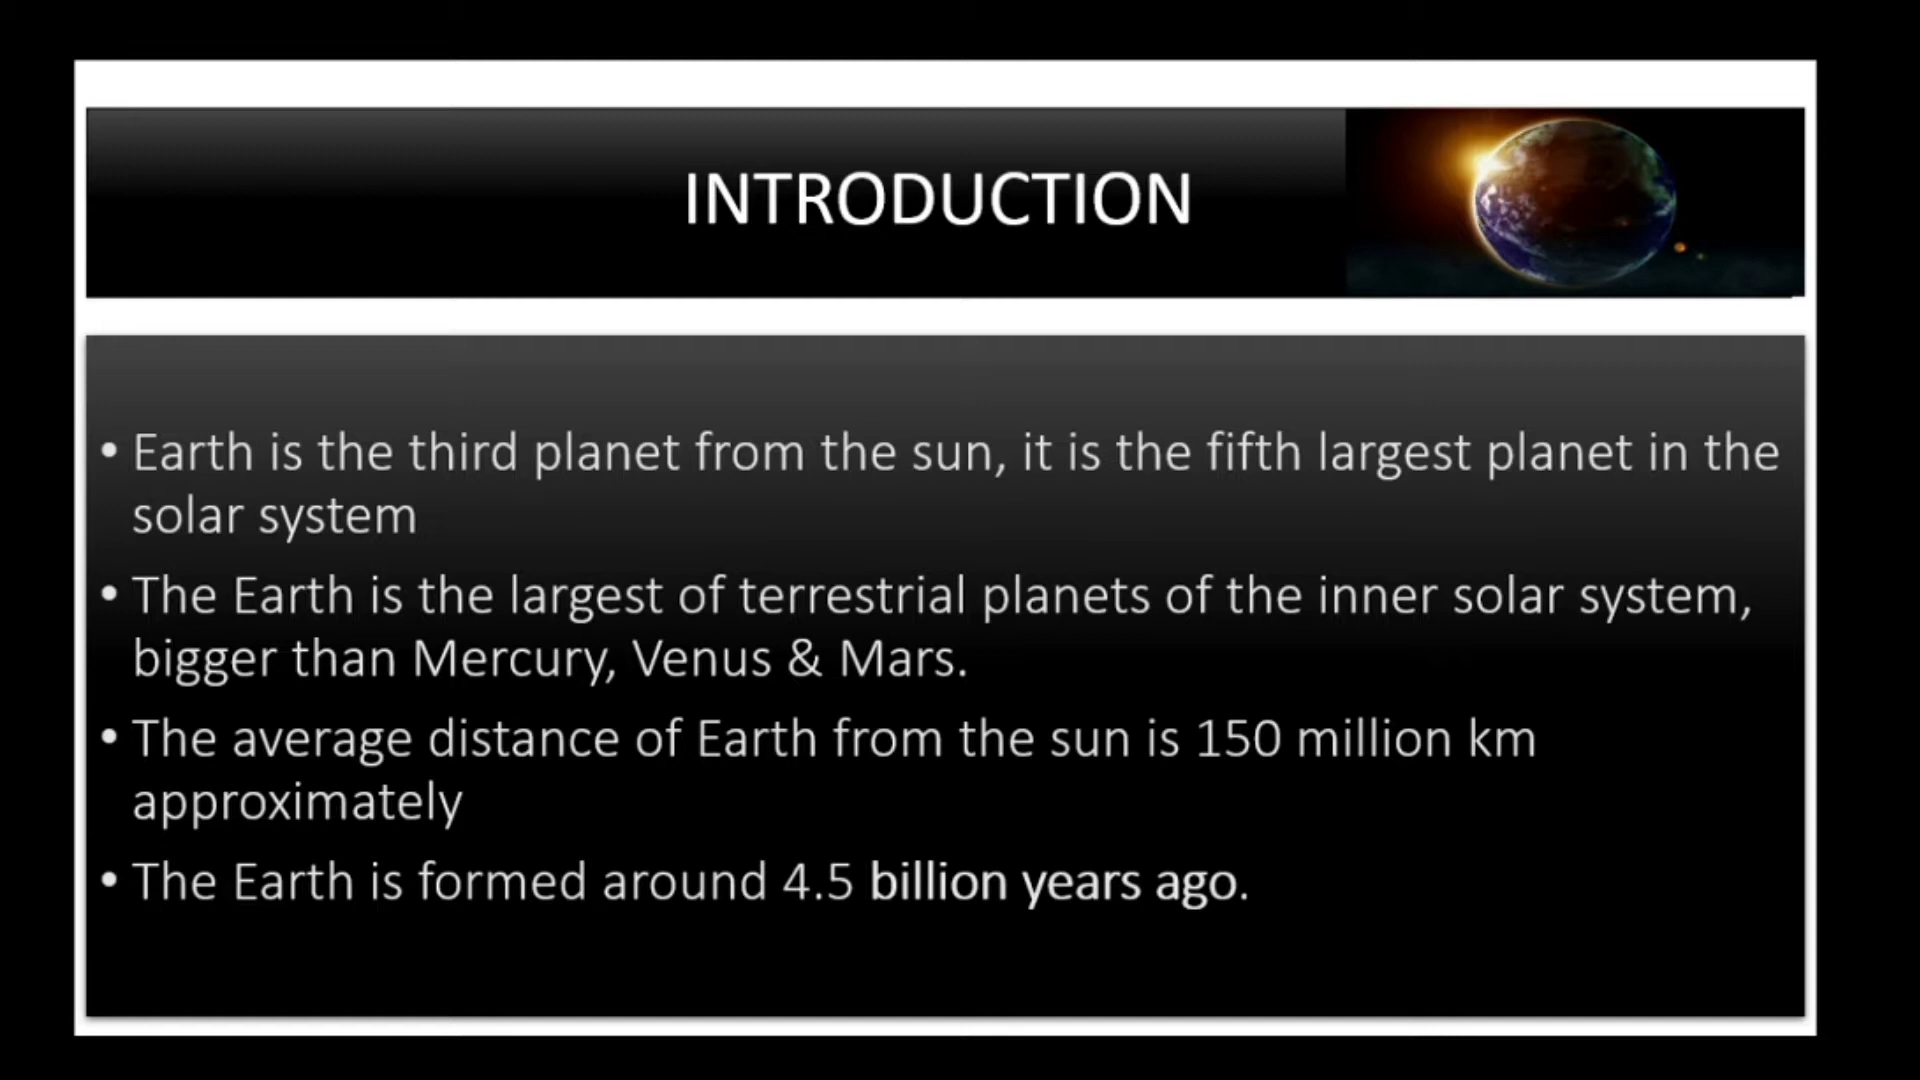 INTRODUCTION
• Earth is the third planet from the sun, it is the fifth largest planet in the
solar system
• The Earth is the largest of terrestrial planets of the inner solar system,
bigger than Mercury, Venus & Mars.
• The average distance of Earth from the sun is 150 million km
approximately
• The Earth is formed around 4.5 billion years ago.